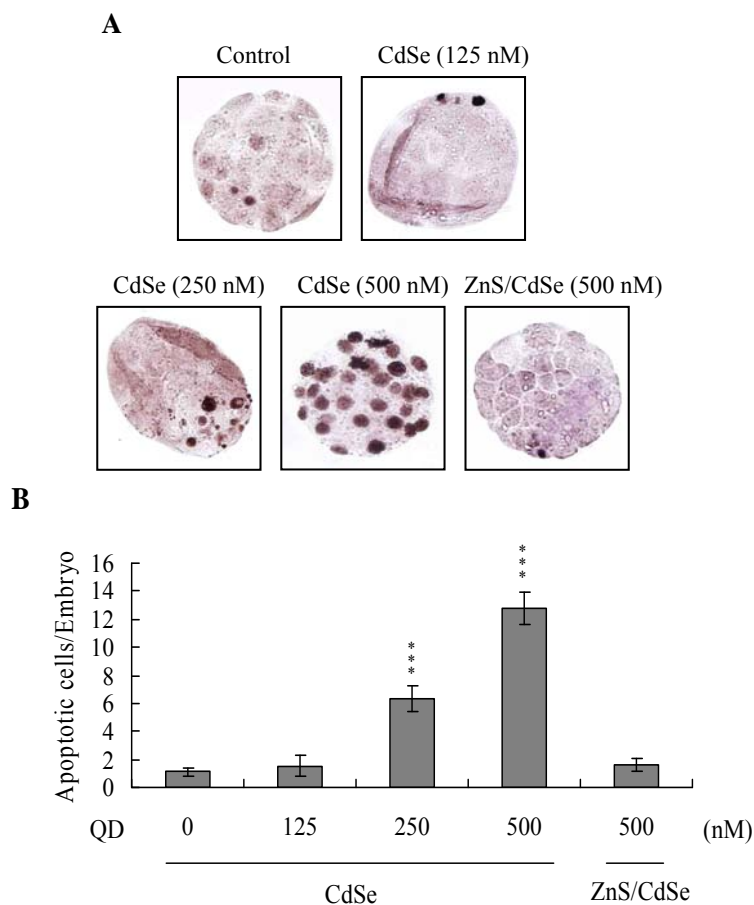 A
Control CdSe (125 nM)
CdSe (250 nM) CdSe (500 nM) ZnS/CdSe (500 nM)
B
Apoptotic cells/Embryo
16
14
12
10
8
6
4
2
0
***
***
QD 0 125 250 500 500 (nM)
CdSe ZnS/CdSe